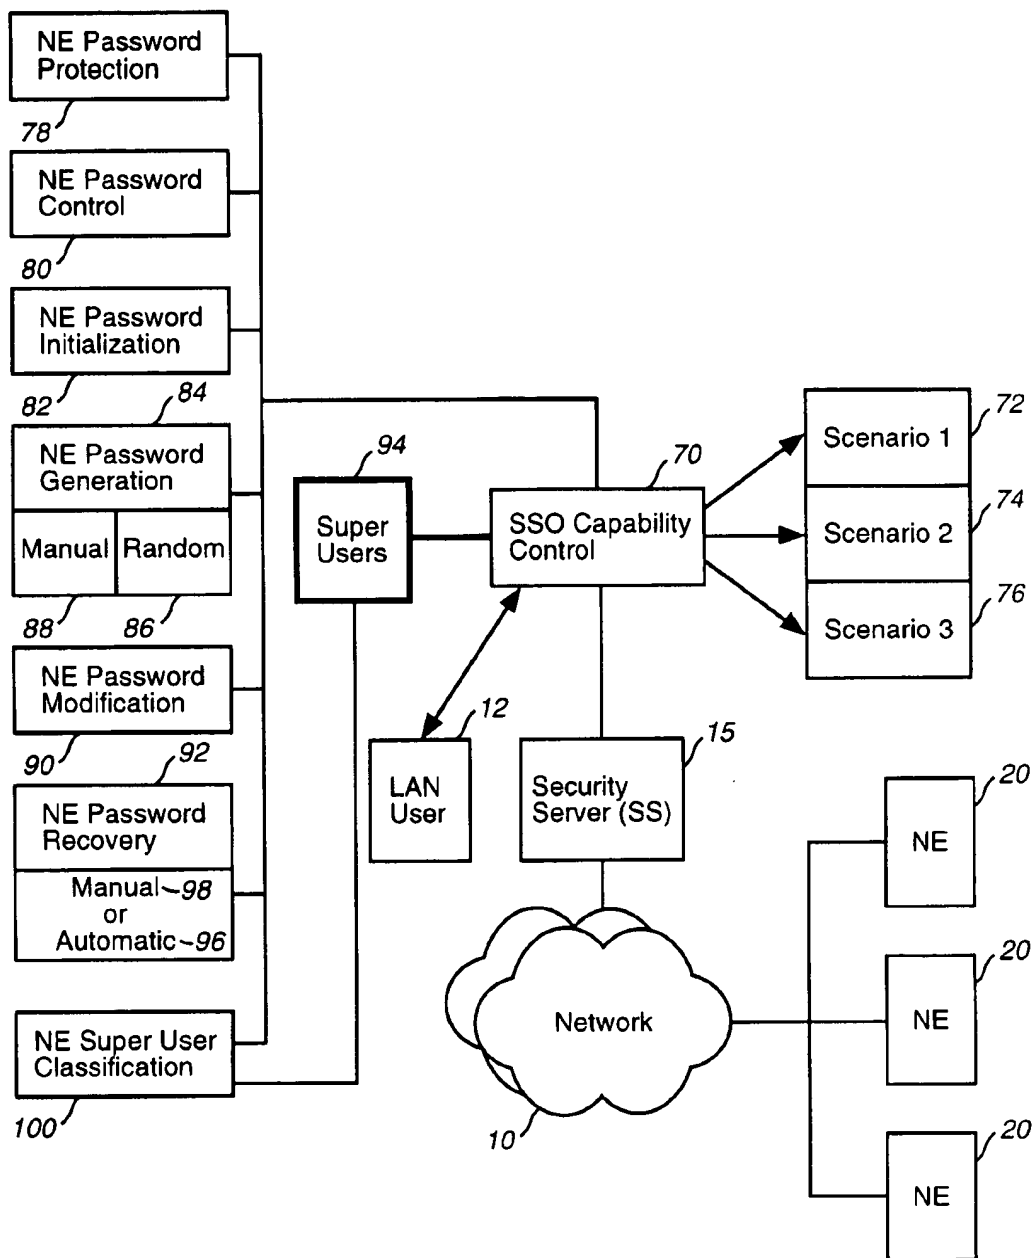 NE Password
Protection
78
NE Password
Control
80
NE Password
Initialization
82
84
NE Password
Generation
Manual
Random
88
86
NE Password
Modification
90
92
NE Password
Recovery
Manual~98
or
Automatic~96
NE Super User
Classification
100
94
Super
Users
70
SSO Capability
Control
72
Scenario 1
74
Scenario 2
76
Scenario 3
12
LAN
User
15
Security
Server (SS)
Network
10
20
NE
20
NE
20
NE